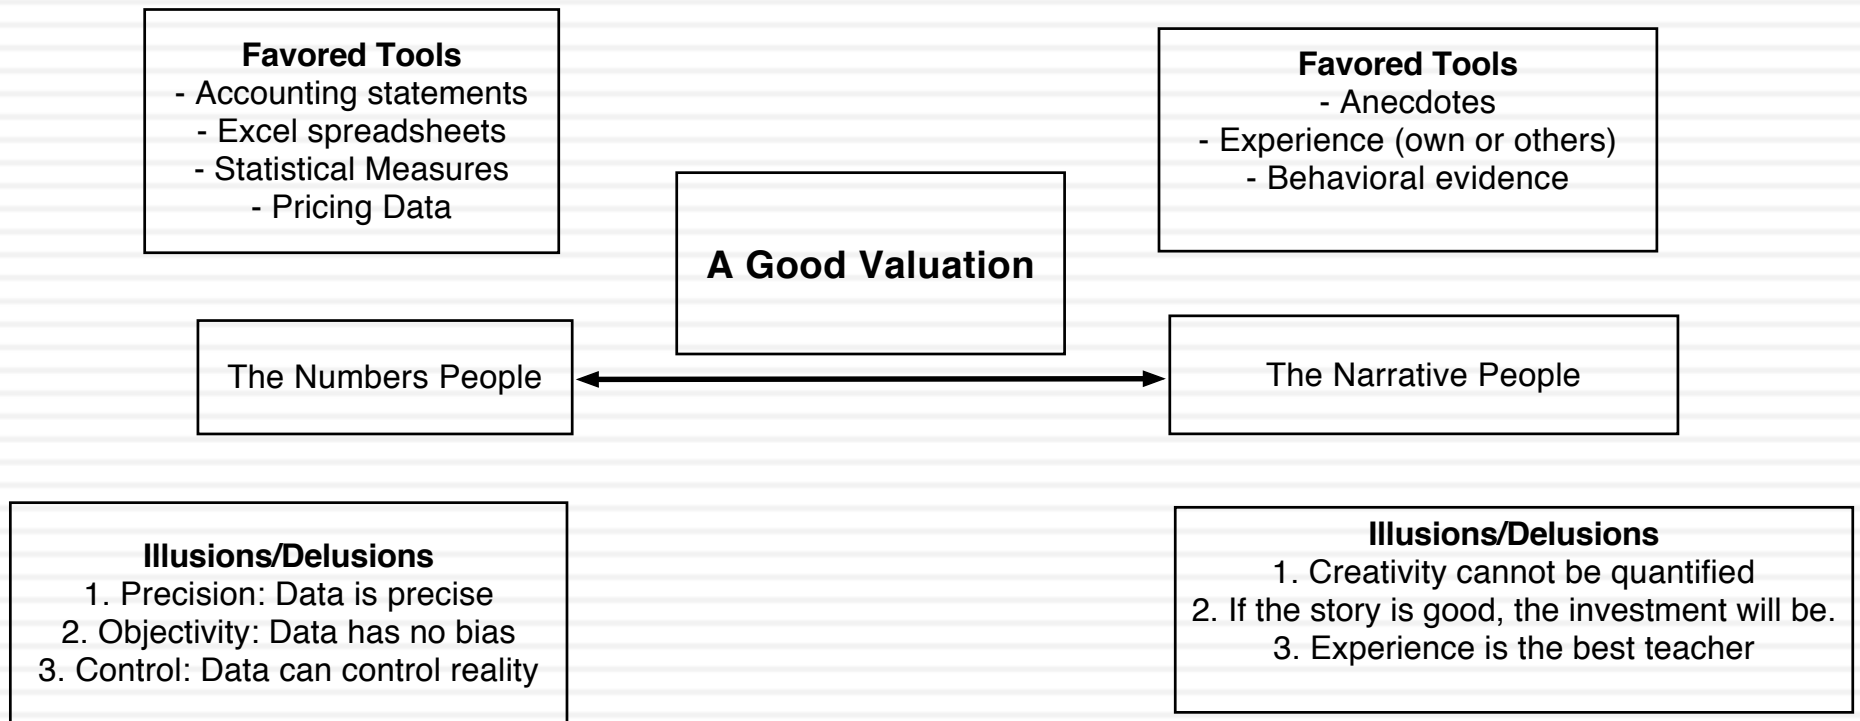 Favored Tools
- Accounting statements
- Excel spreadsheets
- Statistical Measures
- Pricing Data
Favored Tools
- Anecdotes
- Experience (own or others)
- Behavioral evidence
A Good Valuation
The Numbers People
The Narrative People
Illusions/Delusions
1. Precision: Data is precise
2. Objectivity: Data has no bias
3. Control: Data can control reality
Illusions/Delusions
1. Creativity cannot be quantified
2. If the story is good, the investment will be.
3. Experience is the best teacher